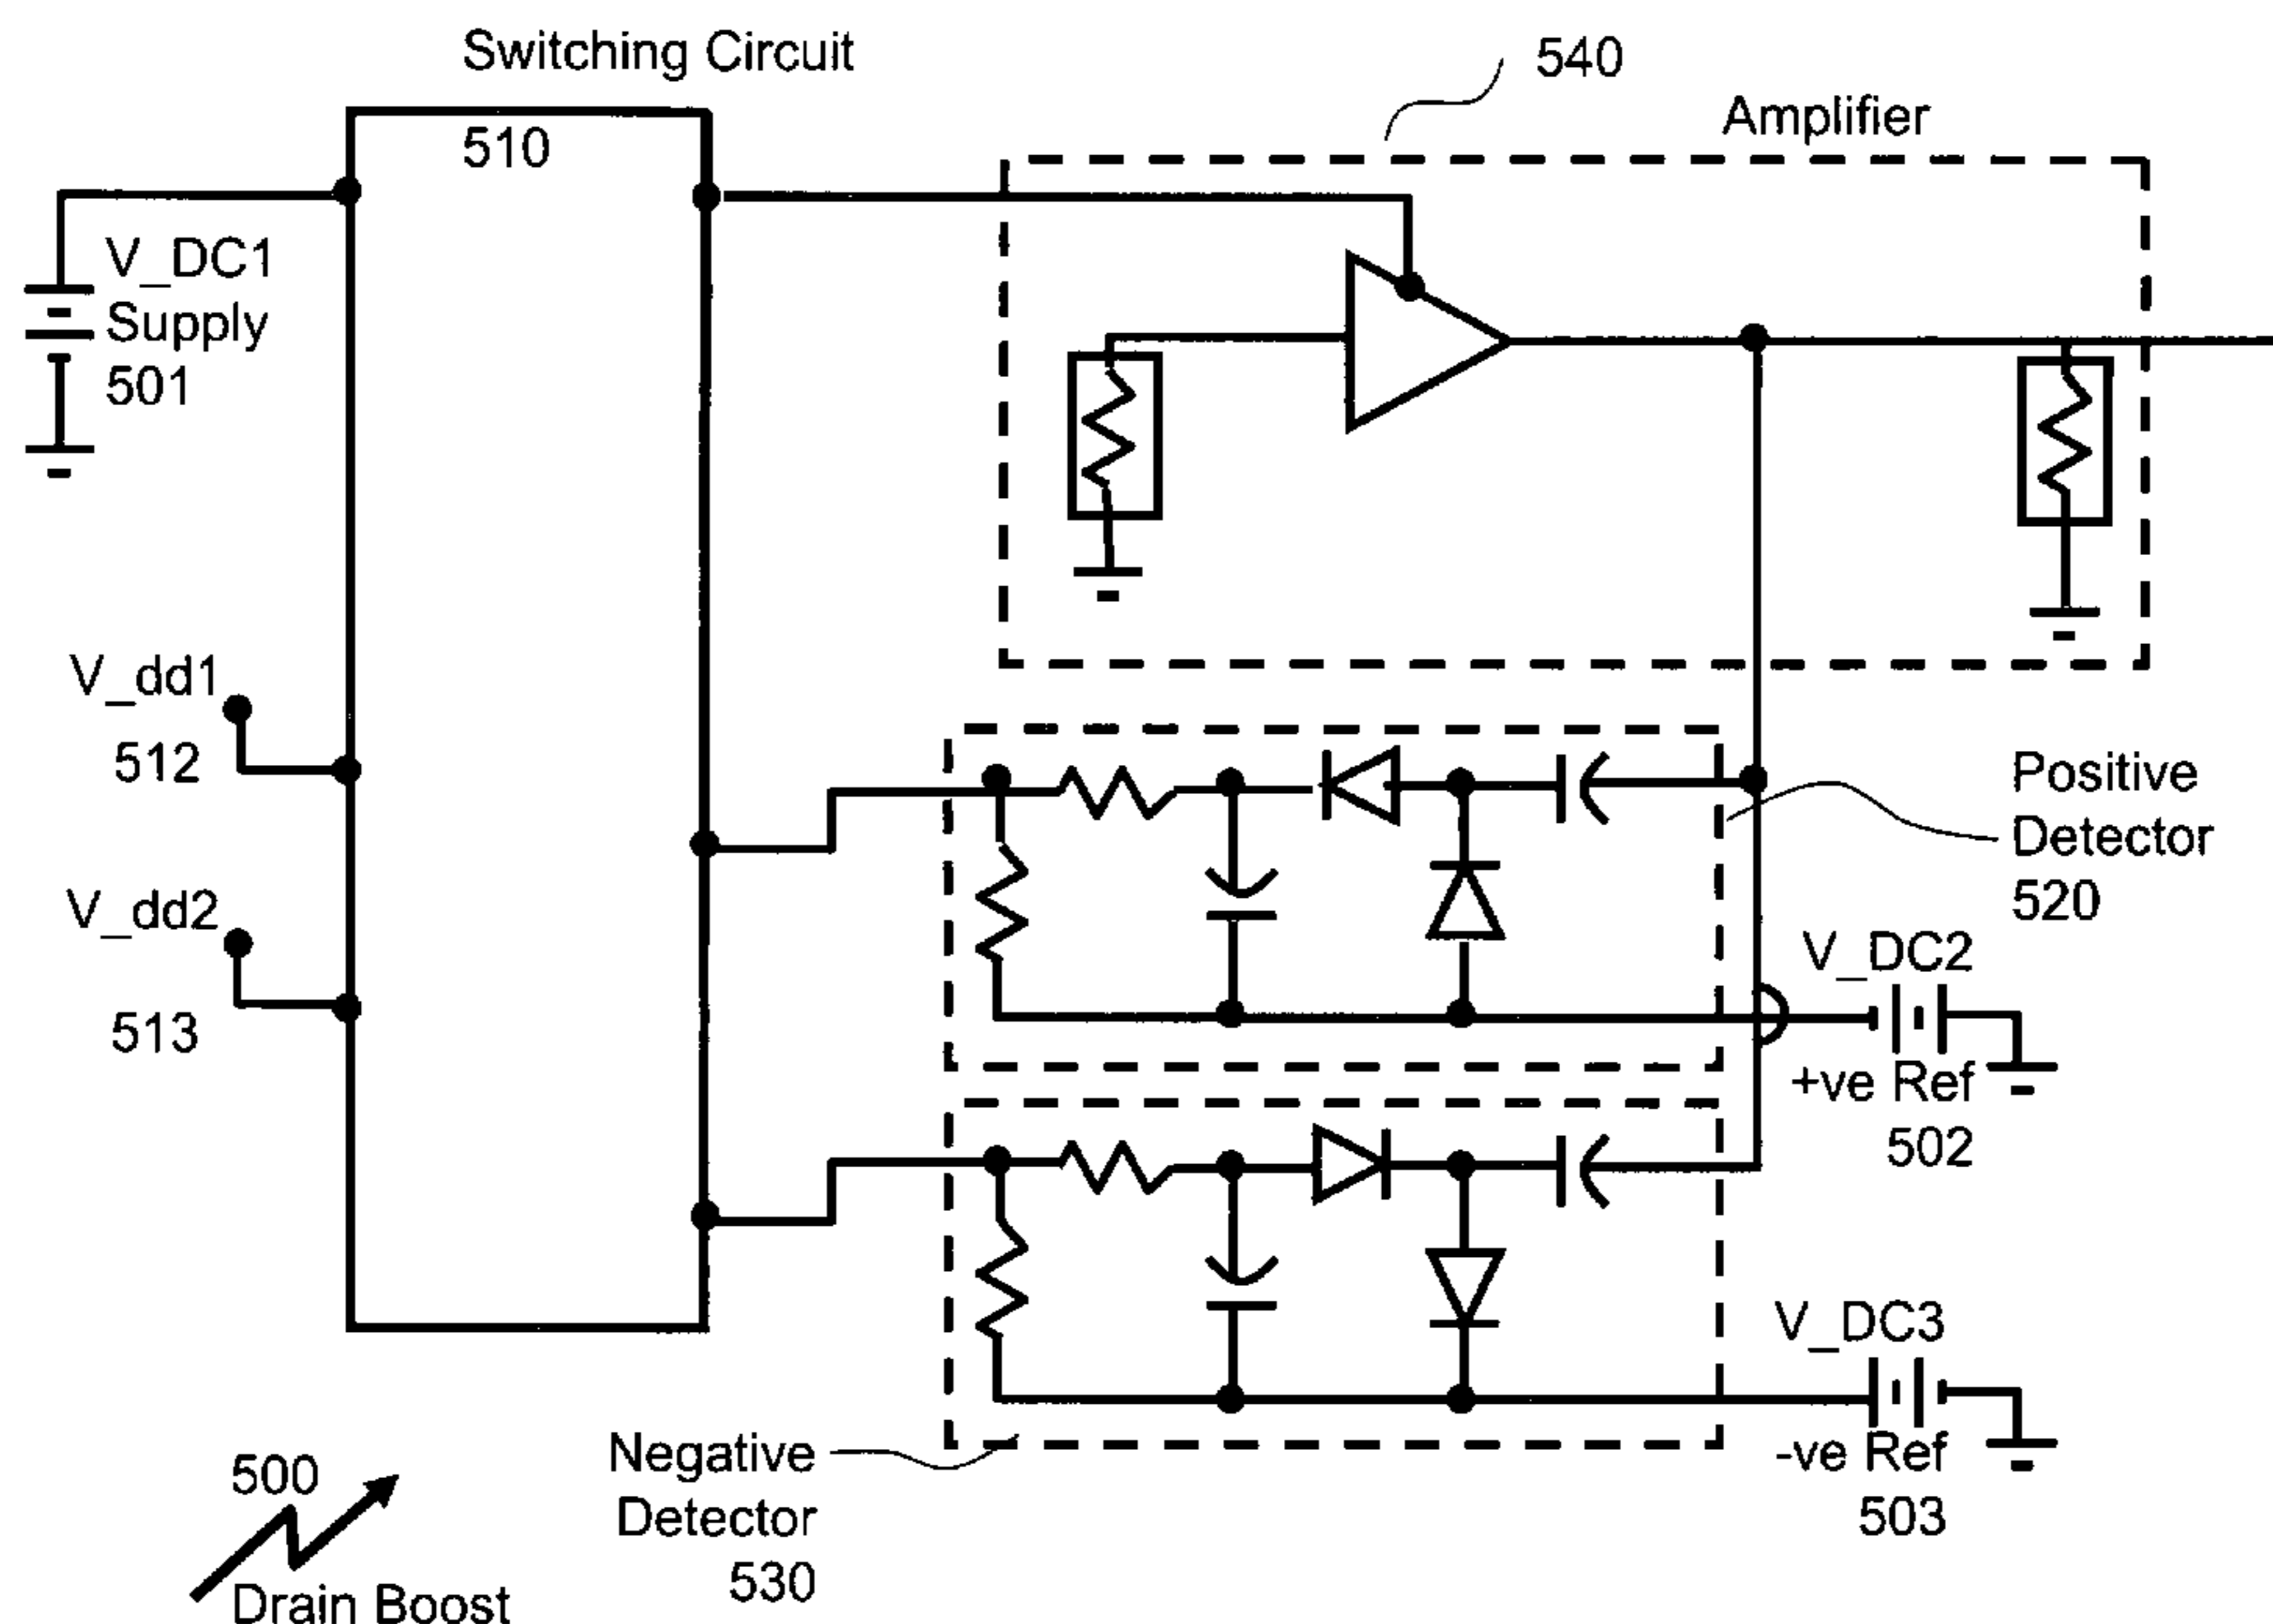 Switching Circuit
510
540
Amplifier
V_DC1
Supply
501
V_dd1
512
V_dd2
513
Positive
Detector
520
V_DC2
+ve Ref
502
V_DC3
-ve Ref
503
Negative
Detector
530
500
Drain Boost